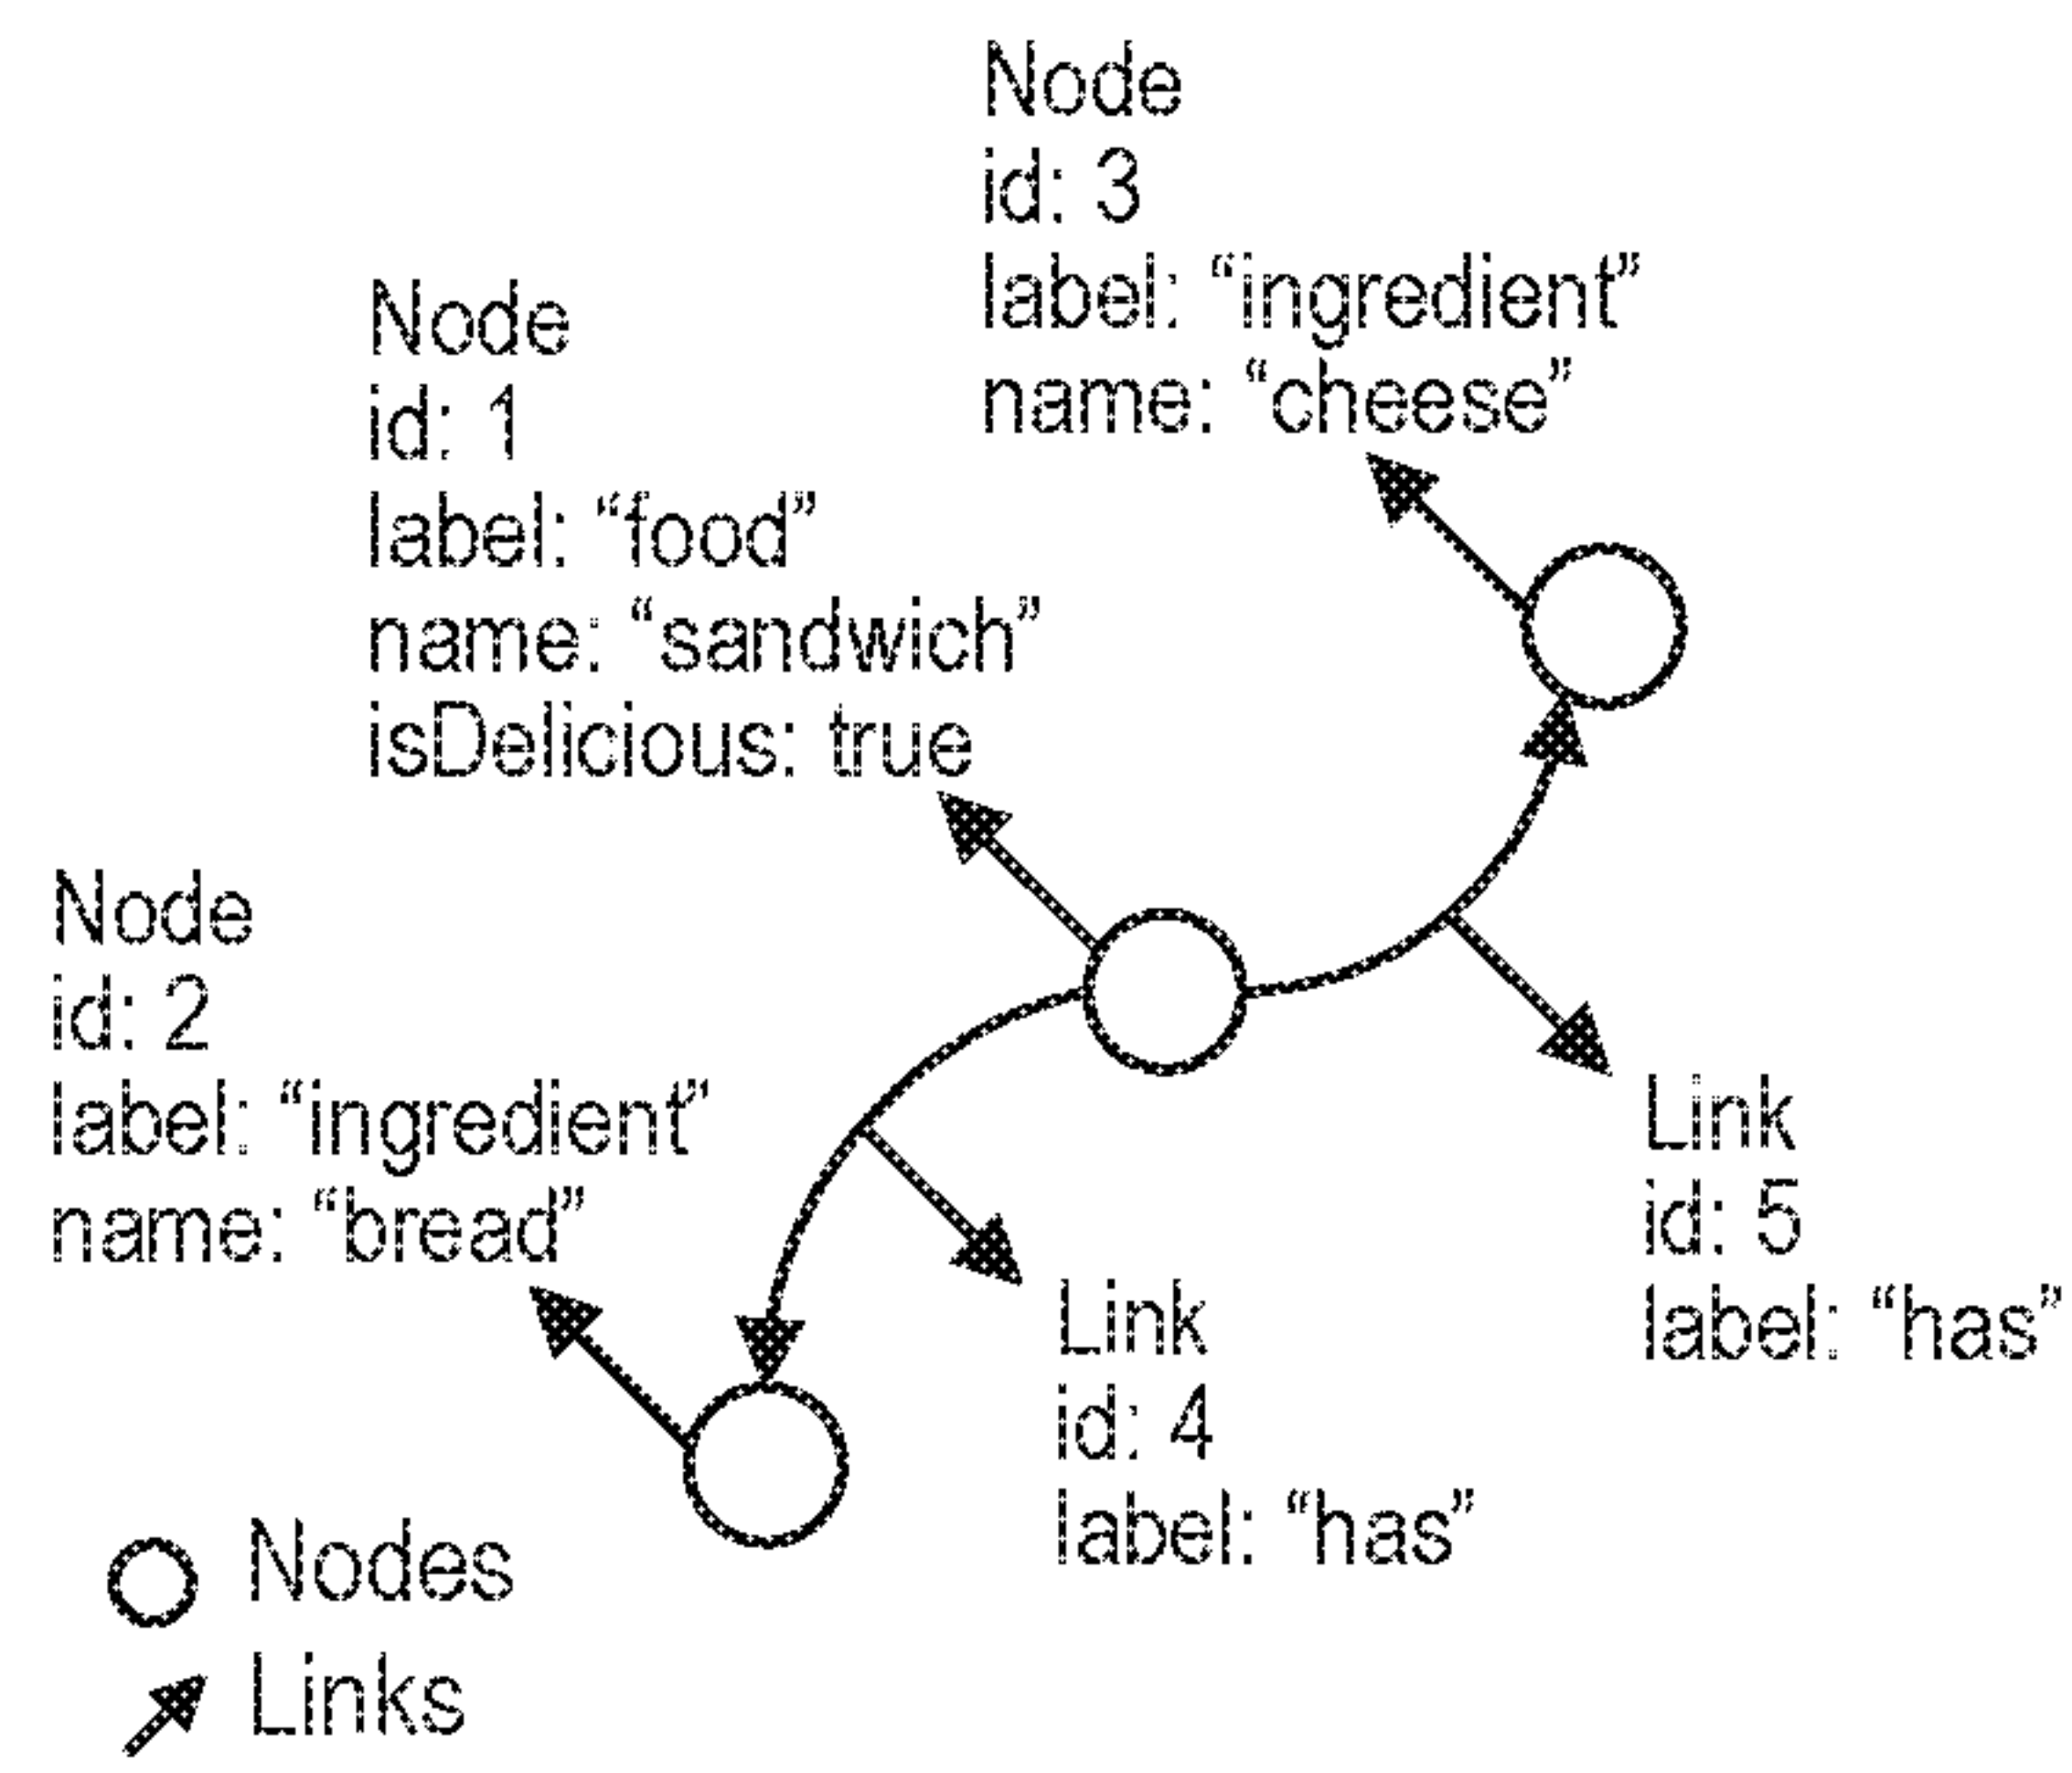 Node
id: 3
label: “ingredient”
name: “cheese”
Node
id: 1
label: “food”
name: “sandwich”
isDelicious: true
Node
id: 2
label: “ingredient”
name: “bread”
Link
id: 5
label: “has”
Link
id: 4
label: “has”
Nodes
Links